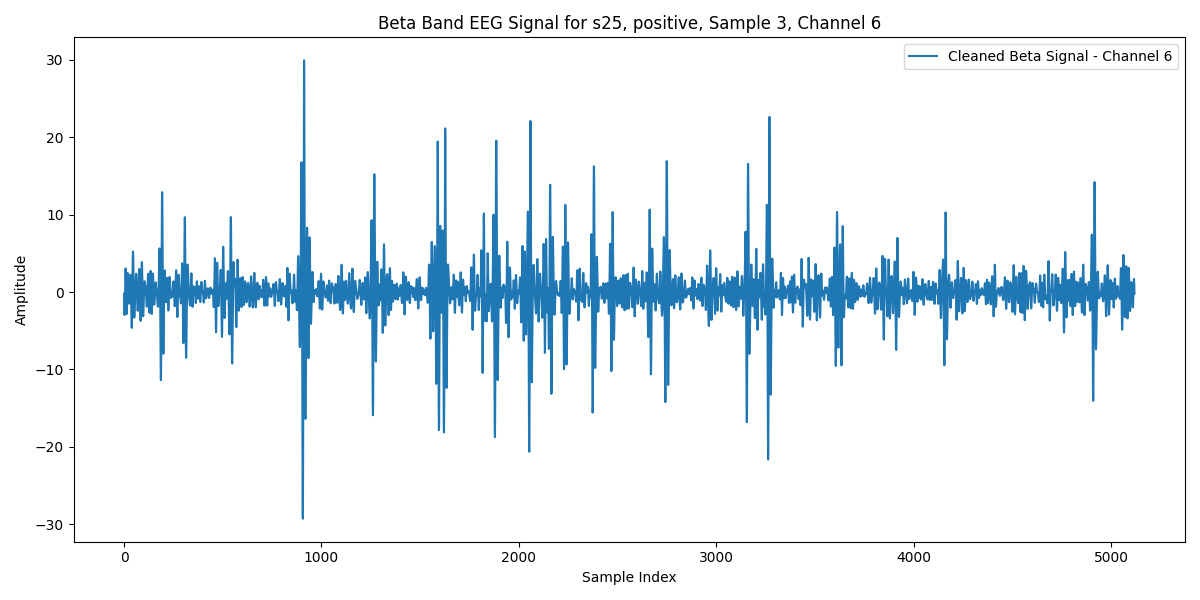 Beta Band EEG Signal for s25, positive, Sample 3, Channel 6
Cleaned Beta Signal - Channel 6
Amplitude
30
20
10
0
−10
−20
−30
0 1000 2000 3000 4000 5000
Sample Index